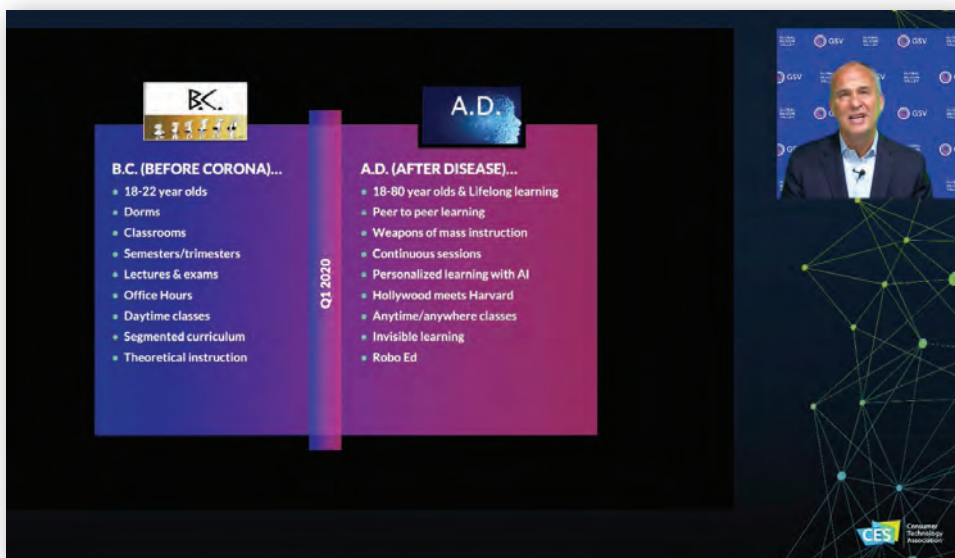 B.C.
A.D.
B.C. (BEFORE CORONA)...
18-22 year olds
Dorms
Classrooms
Semesters/trimesters
Lectures & exams
Office Hours
Daytime classes
Segmented curriculum
Theoretical instruction
Q1 2020
A.D. (AFTER DISEASE)...
18-80 year olds & Lifelong learning
Peer to peer learning
Weapons of mass instruction
Continuous sessions
Personalized learning with AI
Hollywood meets Harvard
Anytime/anywhere classes
Invisible learning
Robo Ed
GSV
GSV
GSV
GSV
CES
Consumer
Technology
Association